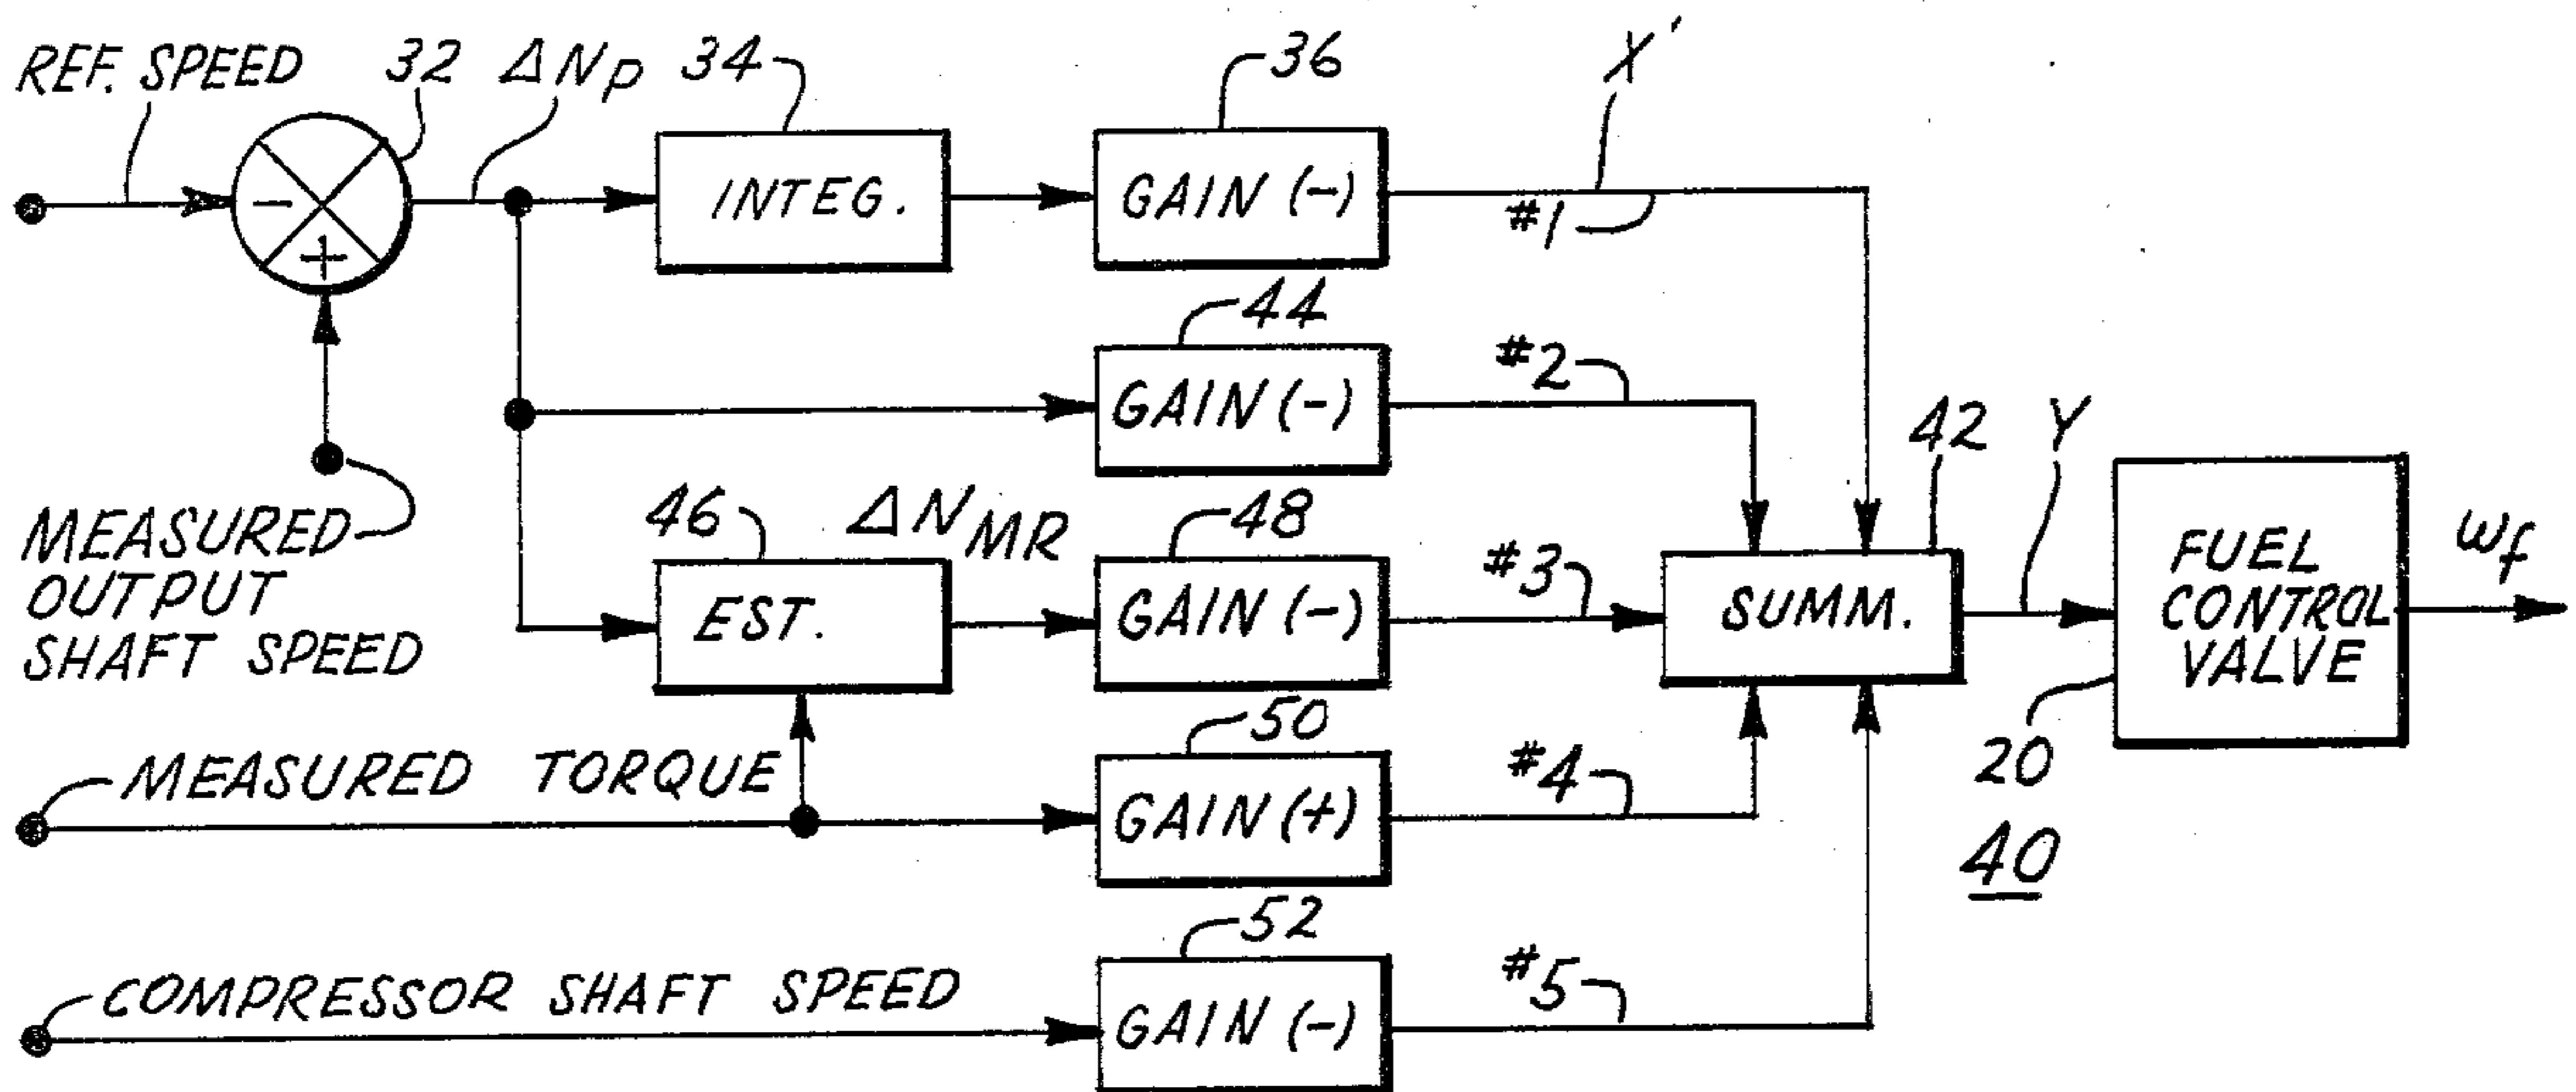 REF. SPEED
32
ΔNP
34
36
X'
−
+
INTEG.
GAIN (-)
#1
44
MEASURED
OUTPUT
SHAFT SPEED
GAIN (-)
#2
46
ΔNMR
48
42
Y
EST.
GAIN (-)
#3
SUMM.
FUEL
CONTROL
VALVE
ωf
20
MEASURED TORQUE
50
GAIN (+)
#4
40
COMPRESSOR SHAFT SPEED
52
GAIN (-)
#5